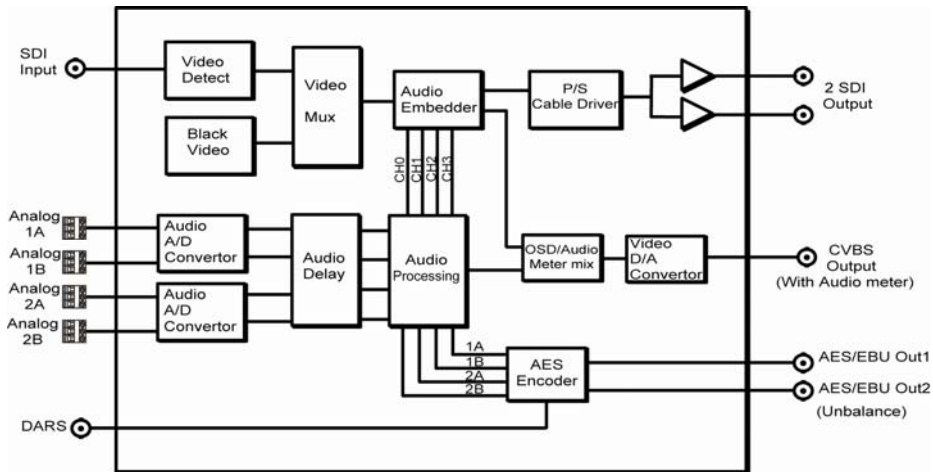 SDI
Input
Video
Detect
Black
Video
Video
Mux
Audio
Embedder
P/S
Cable Driver
2 SDI
Output
CH0
CH1
CH2
CH3
Analog
1A
Analog
1B
Analog
2A
Analog
2B
Audio
A/D
Convertor
Audio
A/D
Convertor
Audio
Delay
Audio
Processing
OSD/Audio
Meter mix
Video
D/A
Convertor
CVBS
Output
(With Audio meter)
1A
1B
2A
2B
AES
Encoder
AES/EBU Out1
AES/EBU Out2
(Unbalance)
DARS